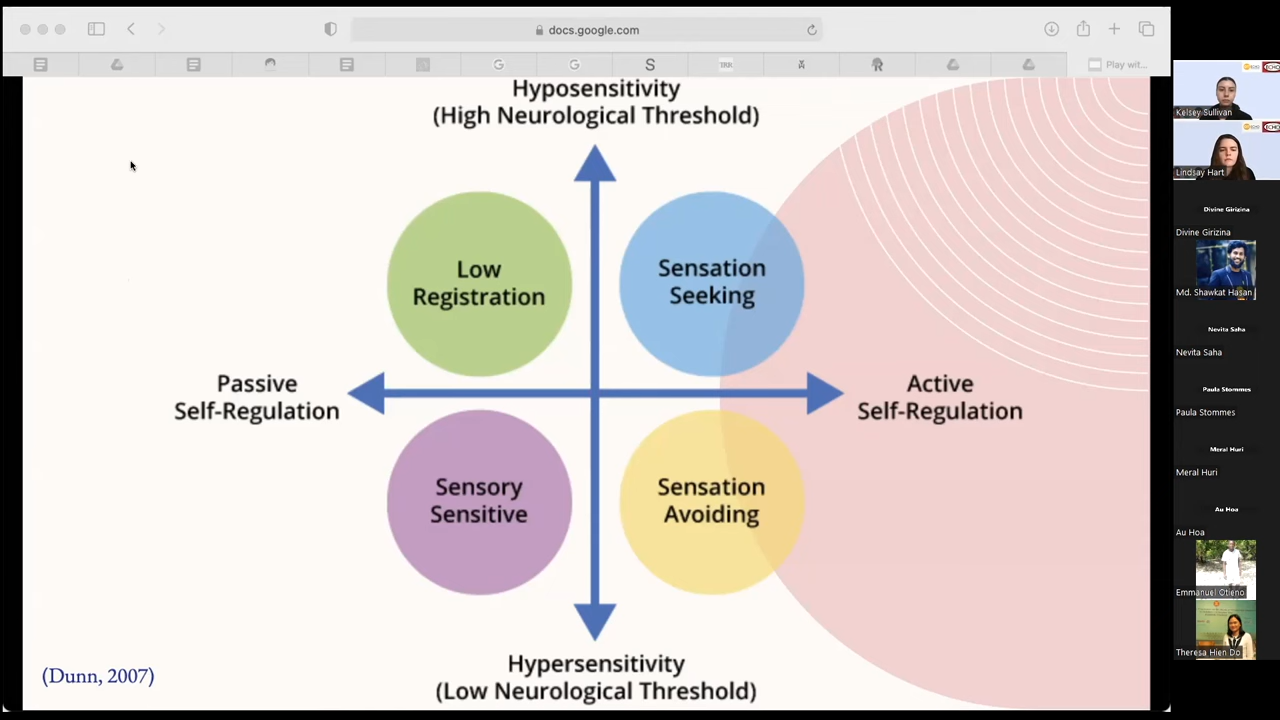 docs.google.com
Play wit...
Hyposensitivity
(High Neurological Threshold)
Low
Registration
Sensation
Seeking
Passive
Self-Regulation
Active
Self-Regulation
Sensory
Sensitive
Sensation
Avoiding
Hypersensitivity
(Low Neurological Threshold)
(Dunn, 2007)
Kelsey Sullivan
Lindsay Hart
Divine Girizina
Divine Girizina
Md. Shawkat Hasan
Nevita Saha
Nevita Saha
Paula Stommes
Paula Stommes
Meral Huri
Meral Huri
Au Hoa
Au Hoa
Emmanuel Otieno
Theresa Hien Do